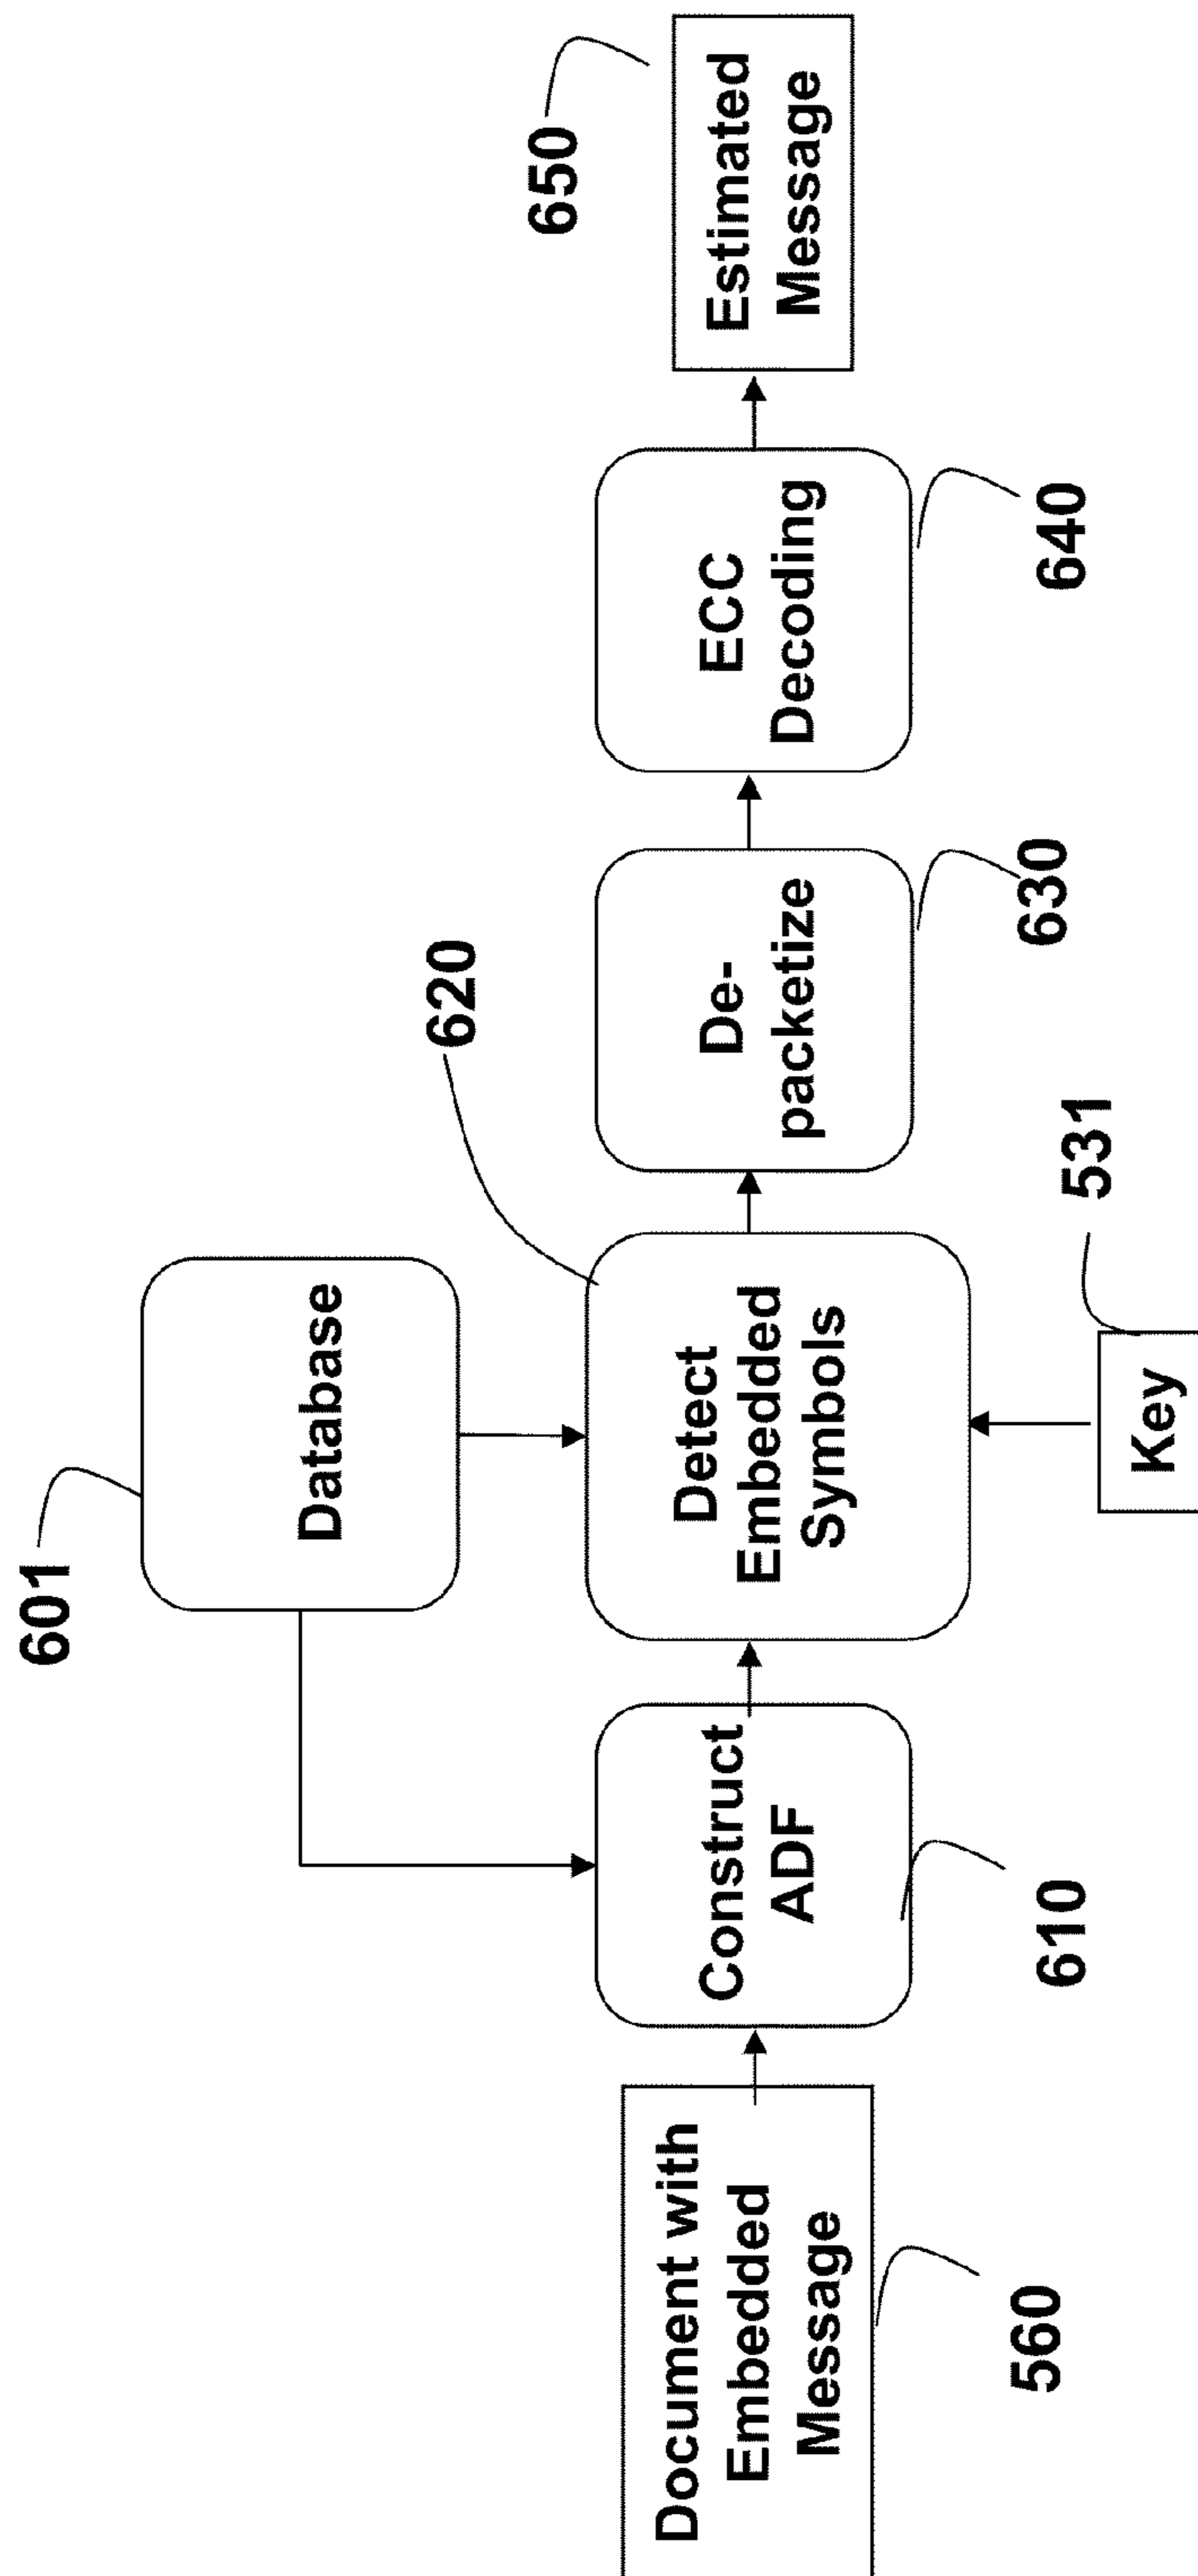 601
Database
620
650
Document with
Embedded
Message
Construct
ADF
Detect
Embedded
Symbols
De-
packetize
ECC
Decoding
Estimated
Message
560
610
Key
531
630
640